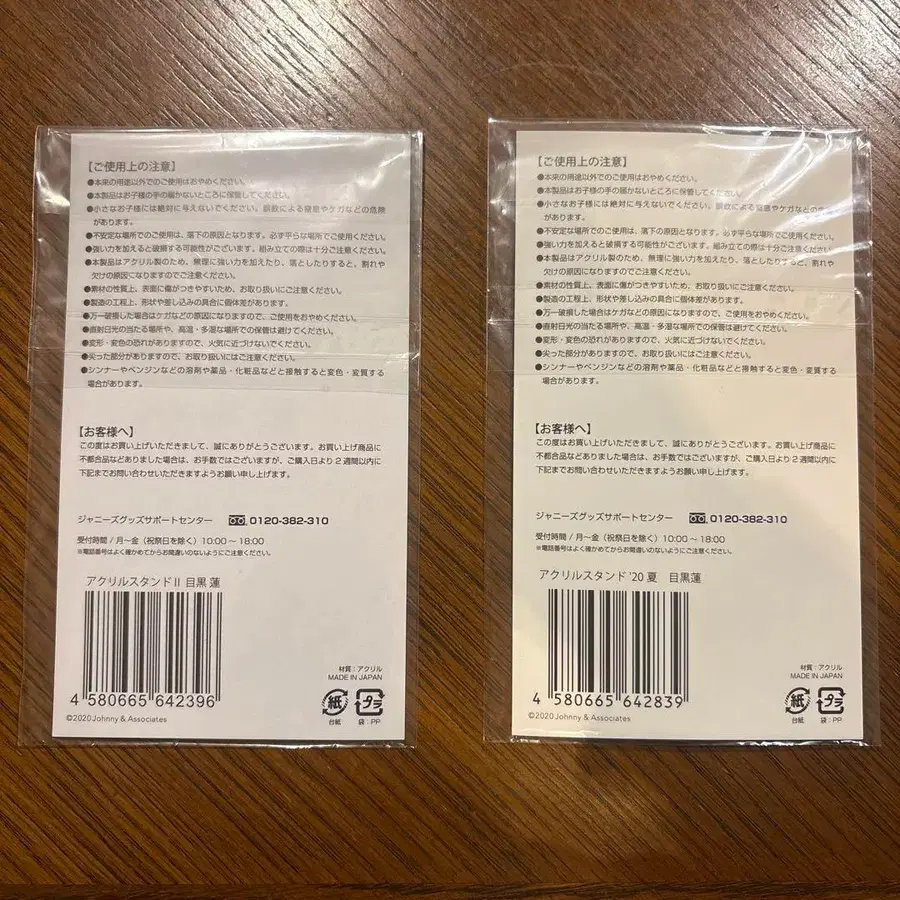 【ご使用上の注意】
●本来の用途以外でのご使用はおやめください。
●本製品はお子様の手の届かないところに保管してください。
●小さなお子様には絶対に与えないでください。誤飲による窒息やケガなどの危険
があります。
●不安定な場所でのご使用は、落下の原因となります。必ず平らな場所でご使用ください。
●強い力を加えると破損する可能性がございます。組み立ての際は十分ご注意ください。
●本製品はアクリル製のため、無理に強い力を加えたり、落としたりすると、割れや
欠けの原因になりますのでご注意ください。
●素材の性質上、表面に傷がつきやすいため、お取り扱いにご注意ください。
●製造の工程上、形状や差し込みの具合に個体差があります。
●万一破損した場合はケガなどの原因になりますので、ご使用をおやめください。
●直射日光の当たる場所や、高温・多湿な場所での保管は避けてください。
●変形・変色の恐れがありますので、火気に近づけないでください。
●尖った部分がありますので、お取り扱いにはご注意ください。
●シンナーやベンジンなどの溶剤や薬品・化粧品などと接触すると変色・変質する
場合があります。
【お客様へ】
この度はお買い上げいただきまして、誠にありがとうございます。お買い上げ商品に
不都合などありました場合は、お手数ではございますが、ご購入日より2週間以内に
下記までお問い合わせいただきますようお願い申し上げます。
ジャニーズグッズサポートセンター 0120-382-310
受付時間/月〜金(祝祭日を除く)10:00〜18:00
※電話番号はよく確かめてからお間違いのないようにご注意ください。
アクリルスタンドII 目黒 蓮
4 580665 642396
材質:アクリル
MADE IN JAPAN
紙 プラ
台紙 袋:PP
©2020 Johnny & Associates
【ご使用上の注意】
●本来の用途以外でのご使用はおやめください。
●本製品はお子様の手の届かないところに保管してください。
●小さなお子様には絶対に与えないでください。誤飲による窒息やケガなどの危険
があります。
●不安定な場所でのご使用は、落下の原因となります。必ず平らな場所でご使用ください。
●強い力を加えると破損する可能性がございます。組み立ての際は十分ご注意ください。
●本製品はアクリル製のため、無理に強い力を加えたり、落としたりすると、割れや
欠けの原因になりますのでご注意ください。
●素材の性質上、表面に傷がつきやすいため、お取り扱いにご注意ください。
●製造の工程上、形状や差し込みの具合に個体差があります。
●万一破損した場合はケガなどの原因になりますので、ご使用をおやめください。
●直射日光の当たる場所や、高温・多湿な場所での保管は避けてください。
●変形・変色の恐れがありますので、火気に近づけないでください。
●尖った部分がありますので、お取り扱いにはご注意ください。
●シンナーやベンジンなどの溶剤や薬品・化粧品などと接触すると変色・変質する
場合があります。
【お客様へ】
この度はお買い上げいただきまして、誠にありがとうございます。お買い上げ商品に
不都合などありました場合は、お手数ではございますが、ご購入日より2週間以内に
下記までお問い合わせいただきますようお願い申し上げます。
ジャニーズグッズサポートセンター 0120-382-310
受付時間/月〜金(祝祭日を除く)10:00〜18:00
※電話番号はよく確かめてからお間違いのないようにご注意ください。
アクリルスタンド '20 夏 目黒蓮
4 580665 642839
材質:アクリル
MADE IN JAPAN
紙 プラ
台紙 袋:PP
©2020 Johnny & Associates